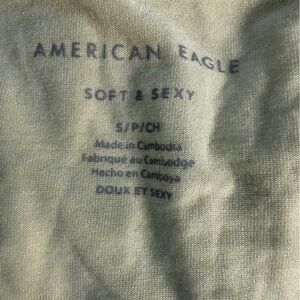 AMERICAN EAGLE
SOFT & SEXY
S/P/CH
Made in Cambodia
Fabriqué au Cambodge
Hecho en Camboya
DOUX ET SEXY